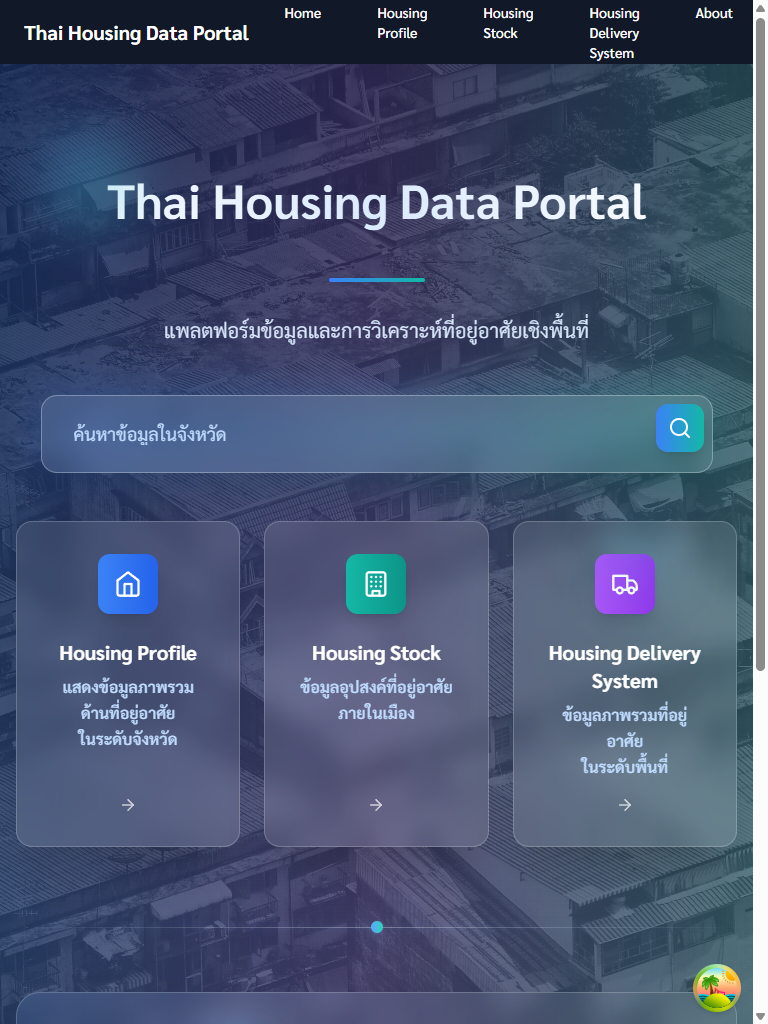 Thai Housing Data Portal
Home
Housing
Profile
Housing
Stock
Housing
Delivery
System
About
Thai Housing Data Portal
แพลตฟอร์มข้อมูลและการวิเคราะห์ที่อยู่อาศัยเชิงพื้นที่
ค้นหาข้อมูลในจังหวัด
Housing Profile
แสดงข้อมูลภาพรวม
ด้านที่อยู่อาศัย
ในระดับจังหวัด
Housing Stock
ข้อมูลอุปสงค์ที่อยู่อาศัย
ภายในเมือง
Housing Delivery
System
ข้อมูลภาพรวมที่อยู่
อาศัย
ในระดับพื้นที่